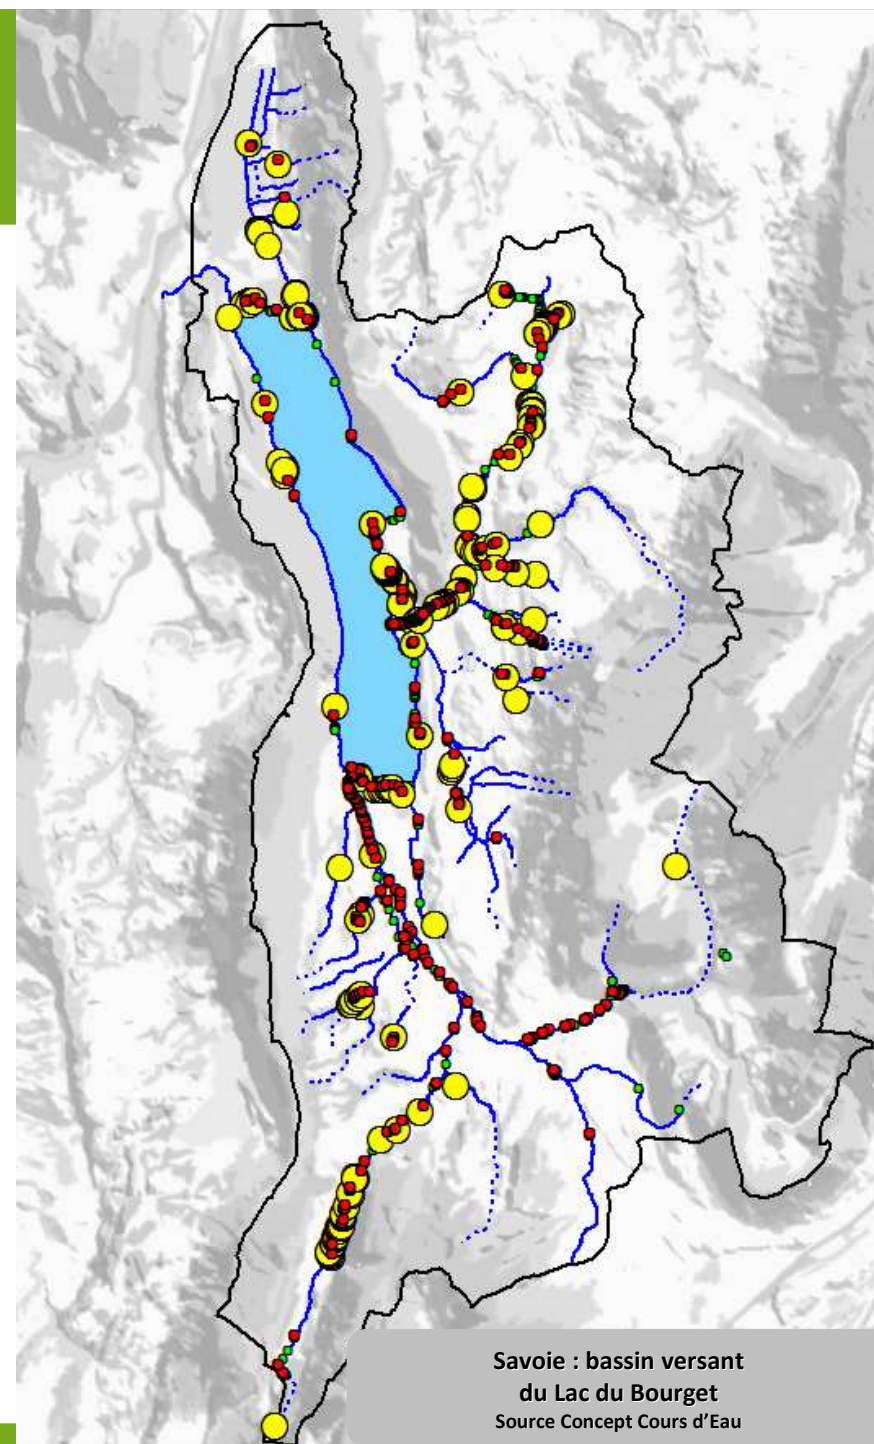 Savoie : bassin versant
du Lac du Bourget
Source Concept Cours d’Eau